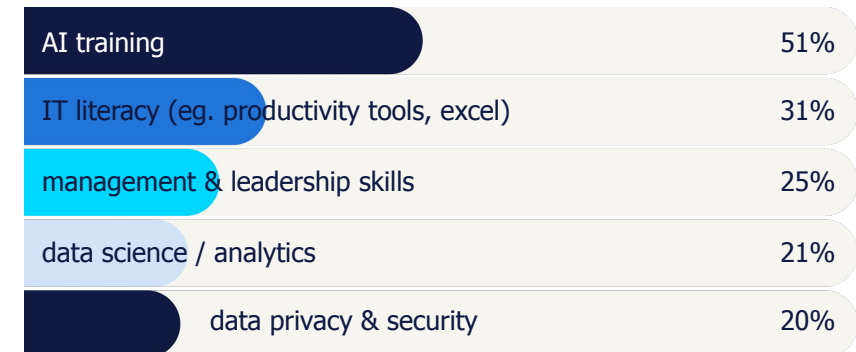 AI training 51%
IT literacy (eg. productivity tools, excel) 31%
management & leadership skills 25%
data science / analytics 21%
data privacy & security 20%